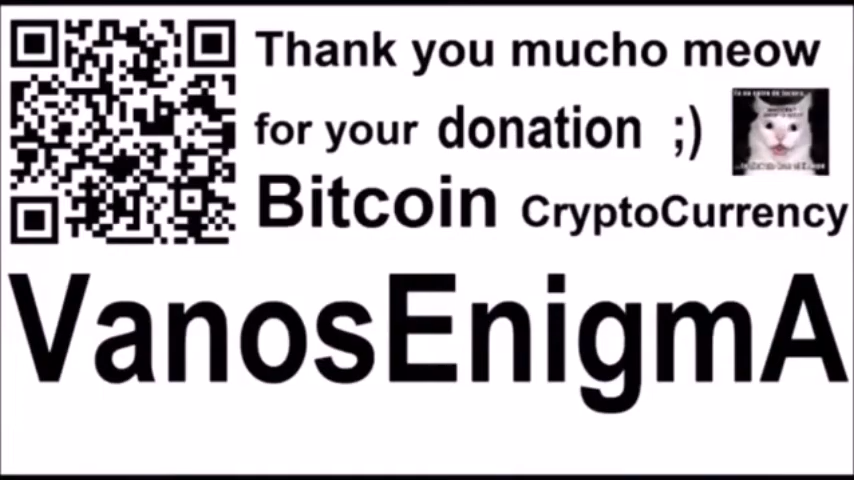 Thank you mucho meow
for your donation ;)
Bitcoin CryptoCurrency
VanosEnigmA